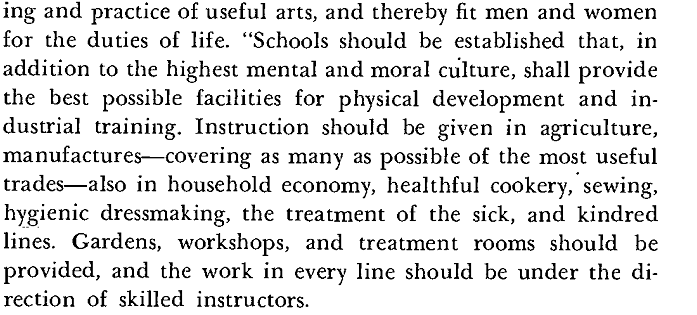 ing and practice of useful arts, and thereby fit men and women
for the duties of life. “Schools should be established that, in
addition to the highest mental and moral culture, shall provide
the best possible facilities for physical development and in-
dustrial training. Instruction should be given in agriculture,
manufactures—covering as many as possible of the most useful
trades—also in household economy, healthful cookery, sewing,
hygienic dressmaking, the treatment of the sick, and kindred
lines. Gardens, workshops, and treatment rooms should be
provided, and the work in every line should be under the di-
rection of skilled instructors.